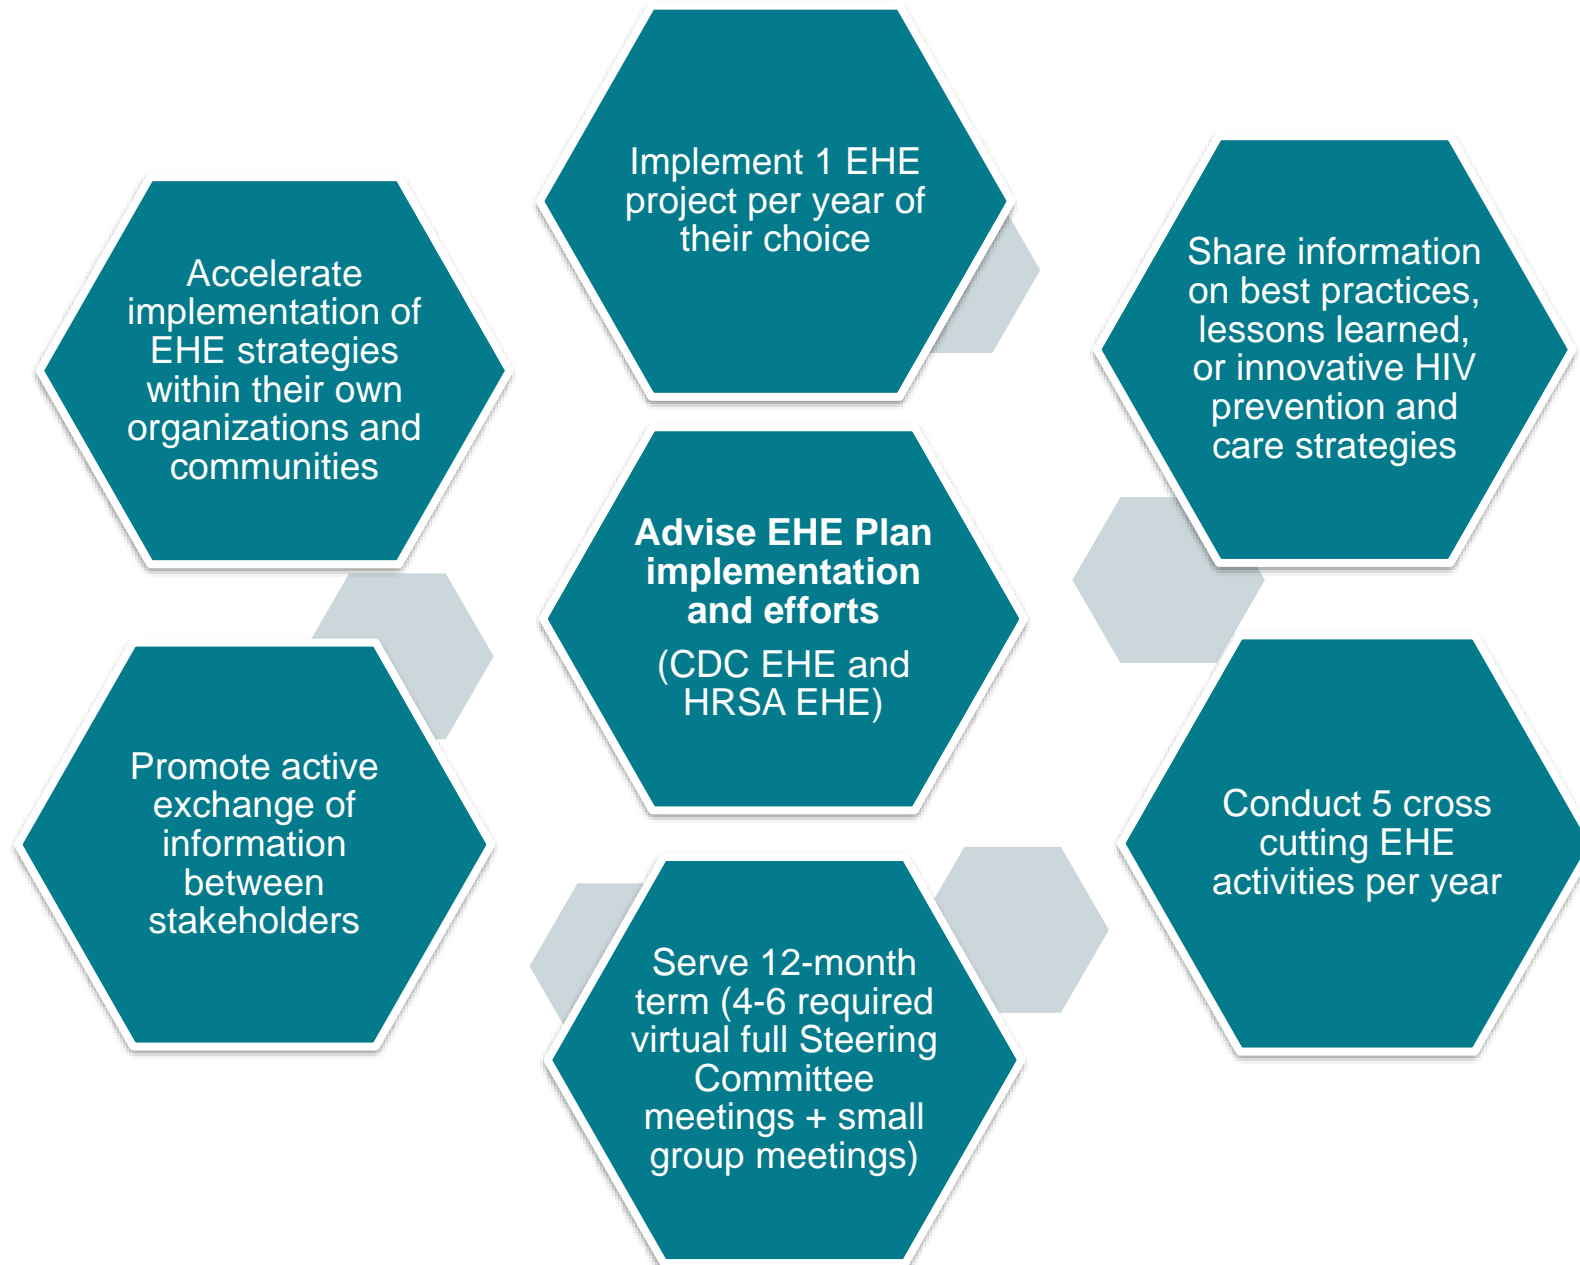 Implement 1 EHE
project per year of
their choice
Accelerate
implementation of
EHE strategies
within their own
organizations and
communities
Share information
on best practices,
lessons learned,
or innovative HIV
prevention and
care strategies
Advise EHE Plan
implementation
and efforts
(CDC EHE and
HRSA EHE)
Promote active
exchange of
information
between
stakeholders
Conduct 5 cross
cutting EHE
activities per year
Serve 12-month
term (4-6 required
virtual full Steering
Committee
meetings + small
group meetings)